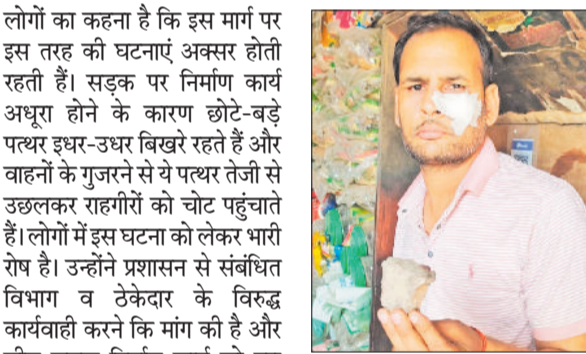 लोगों का कहना है कि इस मार्ग पर
इस तरह की घटनाएं अक्सर होती
रहती हैं। सड़क पर निर्माण कार्य
अधूरा होने के कारण छोटे-बड़े
पत्थर इधर-उधर बिखरे रहते हैं और
वाहनों के गुजरने से ये पत्थर तेजी से
उछलकर राहगीरों को चोट पहुंचाते
हैं। लोगों में इस घटना को लेकर भारी
रोष है। उन्होंने प्रशासन से संबंधित
विभाग व ठेकेदार के विरुद्ध
कार्यवाही करने कि मांग की है और